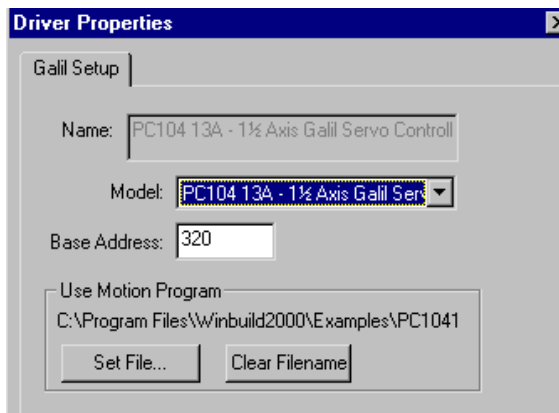 Driver Properties
Galil Setup
Name: PC104 13A - 1½ Axis Galil Servo Controll
Model: PC104 13A - 1½ Axis Galil Serv
Base Address: 320
Use Motion Program
C:\Program Files\Winbuild2000\Examples\PC1041
Set File... Clear Filename